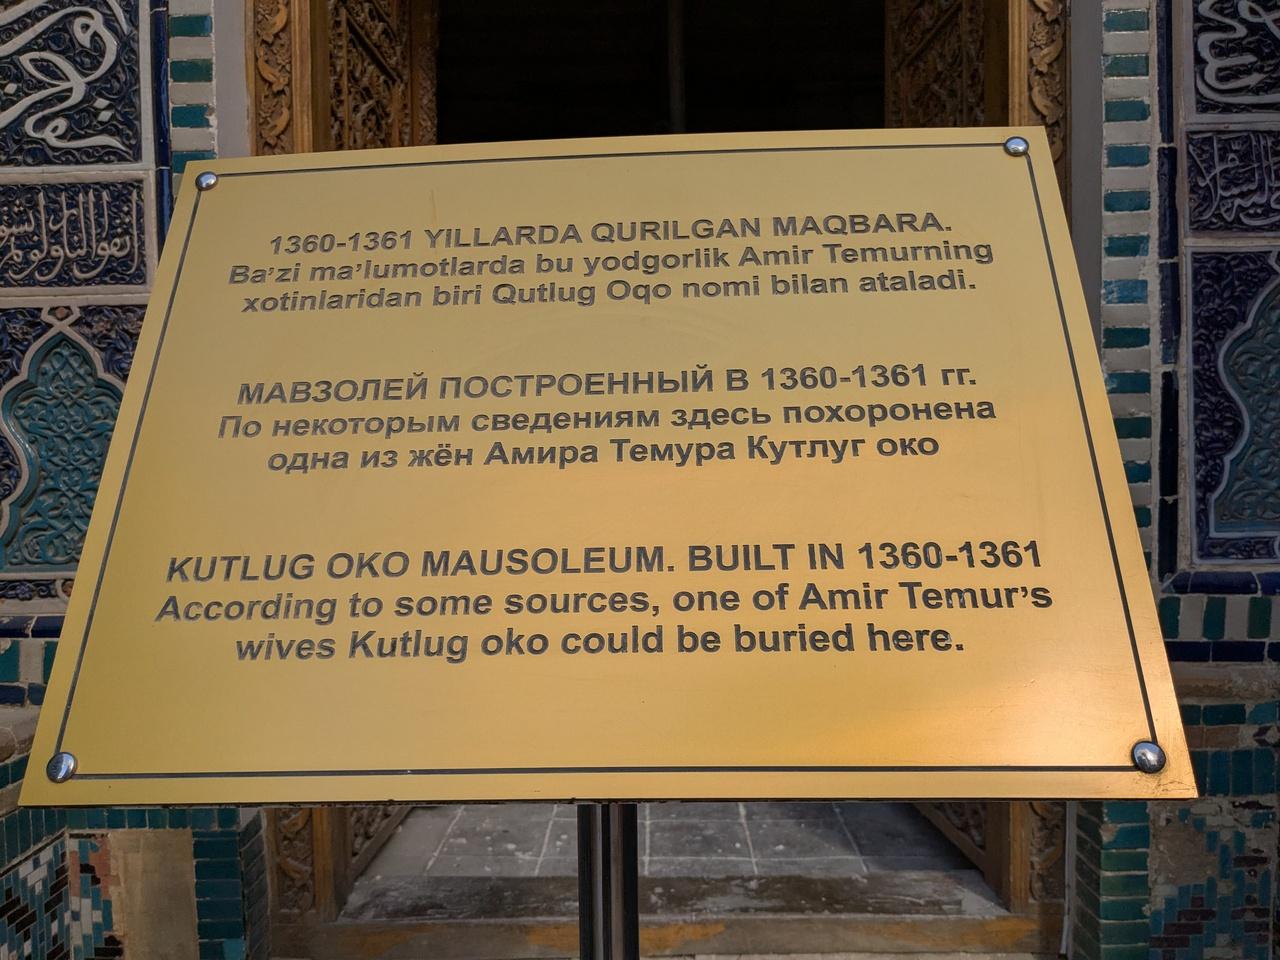 1360-1361 YILLARDA QURILGAN MAQBARA.
Ba’zi ma’lumotlarda bu yodgorlik Amir Temurning
xotinlaridan biri Qutlug Oqo nomi bilan ataladi.
МАВЗОЛЕЙ ПОСТРОЕННЫЙ В 1360-1361 гг.
По некоторым сведениям здесь похоронена
одна из жён Амира Темура Кутлуг око
KUTLUG OKO MAUSOLEUM. BUILT IN 1360-1361
According to some sources, one of Amir Temur’s
wives Kutlug oko could be buried here.